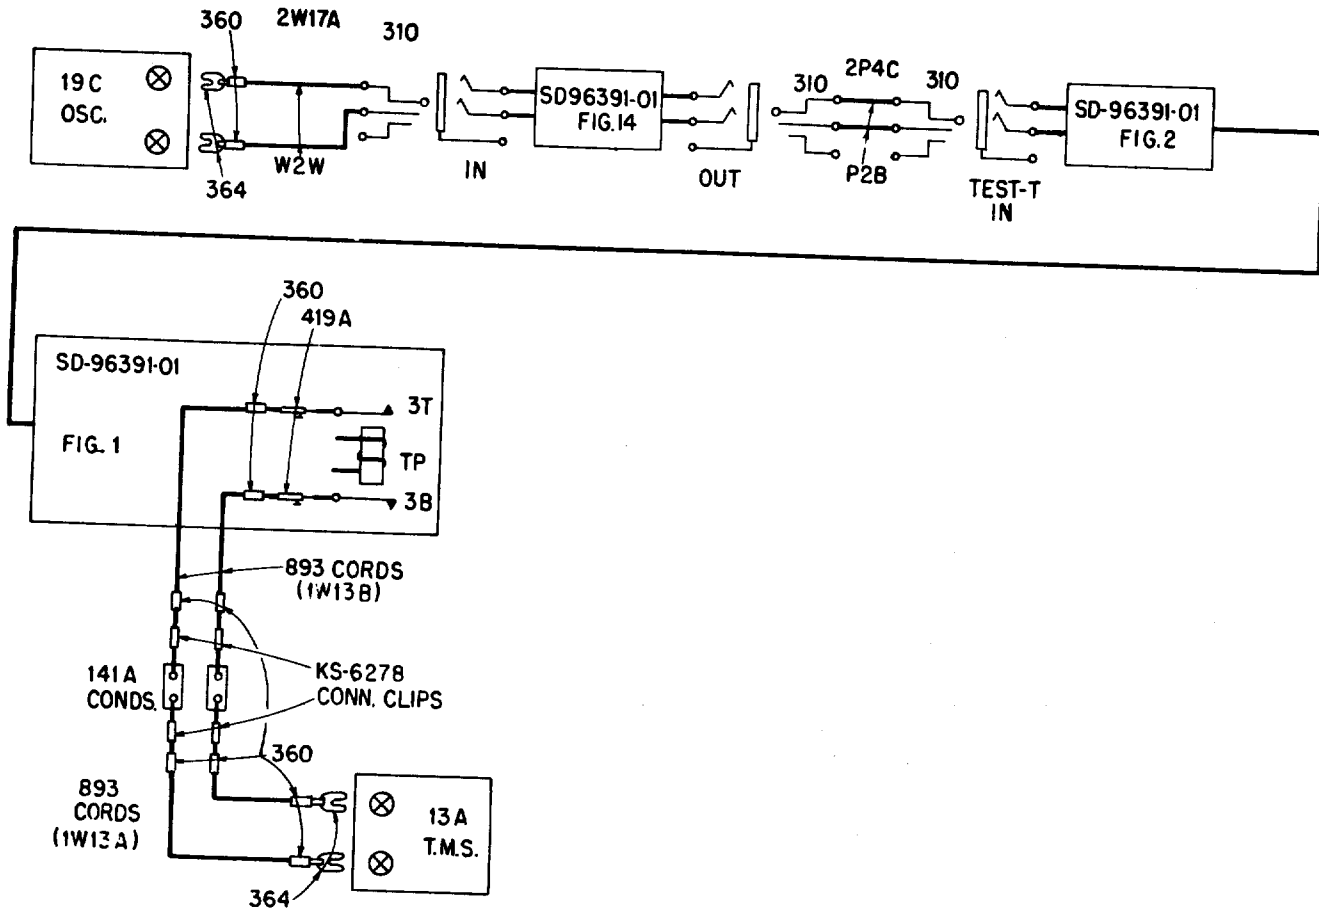 360
2W17A
310
19C
OSC.
364
W2W
IN
SD96391-01
FIG.14
OUT
310
2P4C
310
P2B
TEST-T
IN
SD-96391-01
FIG.2
360
419A
SD-96391-01
FIG. 1
3T
TP
3B
893 CORDS
(1W13B)
141A
CONDS.
KS-6278
CONN. CLIPS
360
893
CORDS
(1W13A)
13A
T.M.S.
364